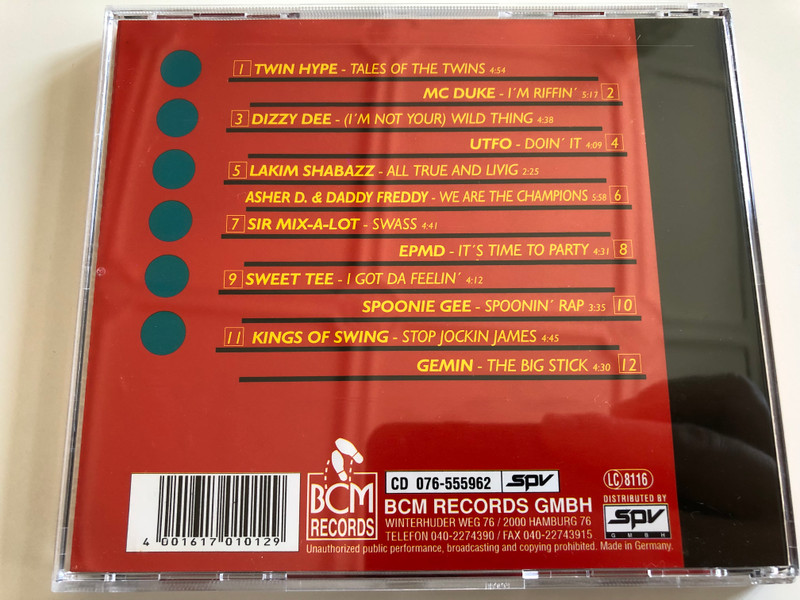 1 TWIN HYPE - TALES OF THE TWINS 4:54
MC DUKE - I´M RIFFIN´ 5:17 2
3 DIZZY DEE - (I´M NOT YOUR) WILD THING 4:38
UTFO - DOIN´ IT 4:09 4
5 LAKIM SHABAZZ - ALL TRUE AND LIVIG 2:25
ASHER D. & DADDY FREDDY - WE ARE THE CHAMPIONS 5:58 6
7 SIR MIX-A-LOT - SWASS 4:41
EPMD - IT´S TIME TO PARTY 4:31 8
9 SWEET TEE - I GOT DA FEELIN´ 4:12
SPOONIE GEE - SPOONIN´ RAP 3:35 10
11 KINGS OF SWING - STOP JOCKIN JAMES 4:45
GEMIN - THE BIG STICK 4:30 12
4 001617 010129
BCM
RECORDS
CD 076-555962 SPV
BCM RECORDS GMBH
WINTERHUDER WEG 76 / 2000 HAMBURG 76
TELEFON 040-2274390 / FAX 040-22743915
Unauthorized public performance, broadcasting and copying prohibited. Made in Germany.
LC 8116
DISTRIBUTED BY
SPV
GMBH